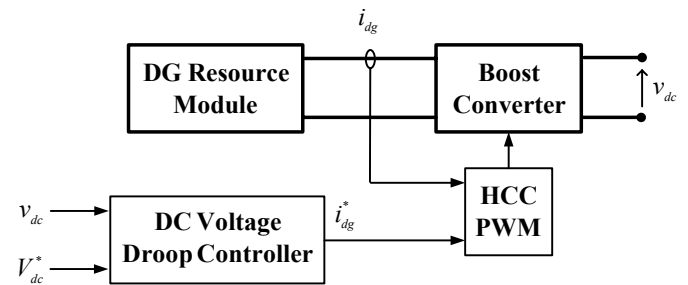 i_dg
DG Resource
Module
Boost
Converter
v_dc
HCC
PWM
v_dc
V*_dc
DC Voltage
Droop Controller
i*_dg